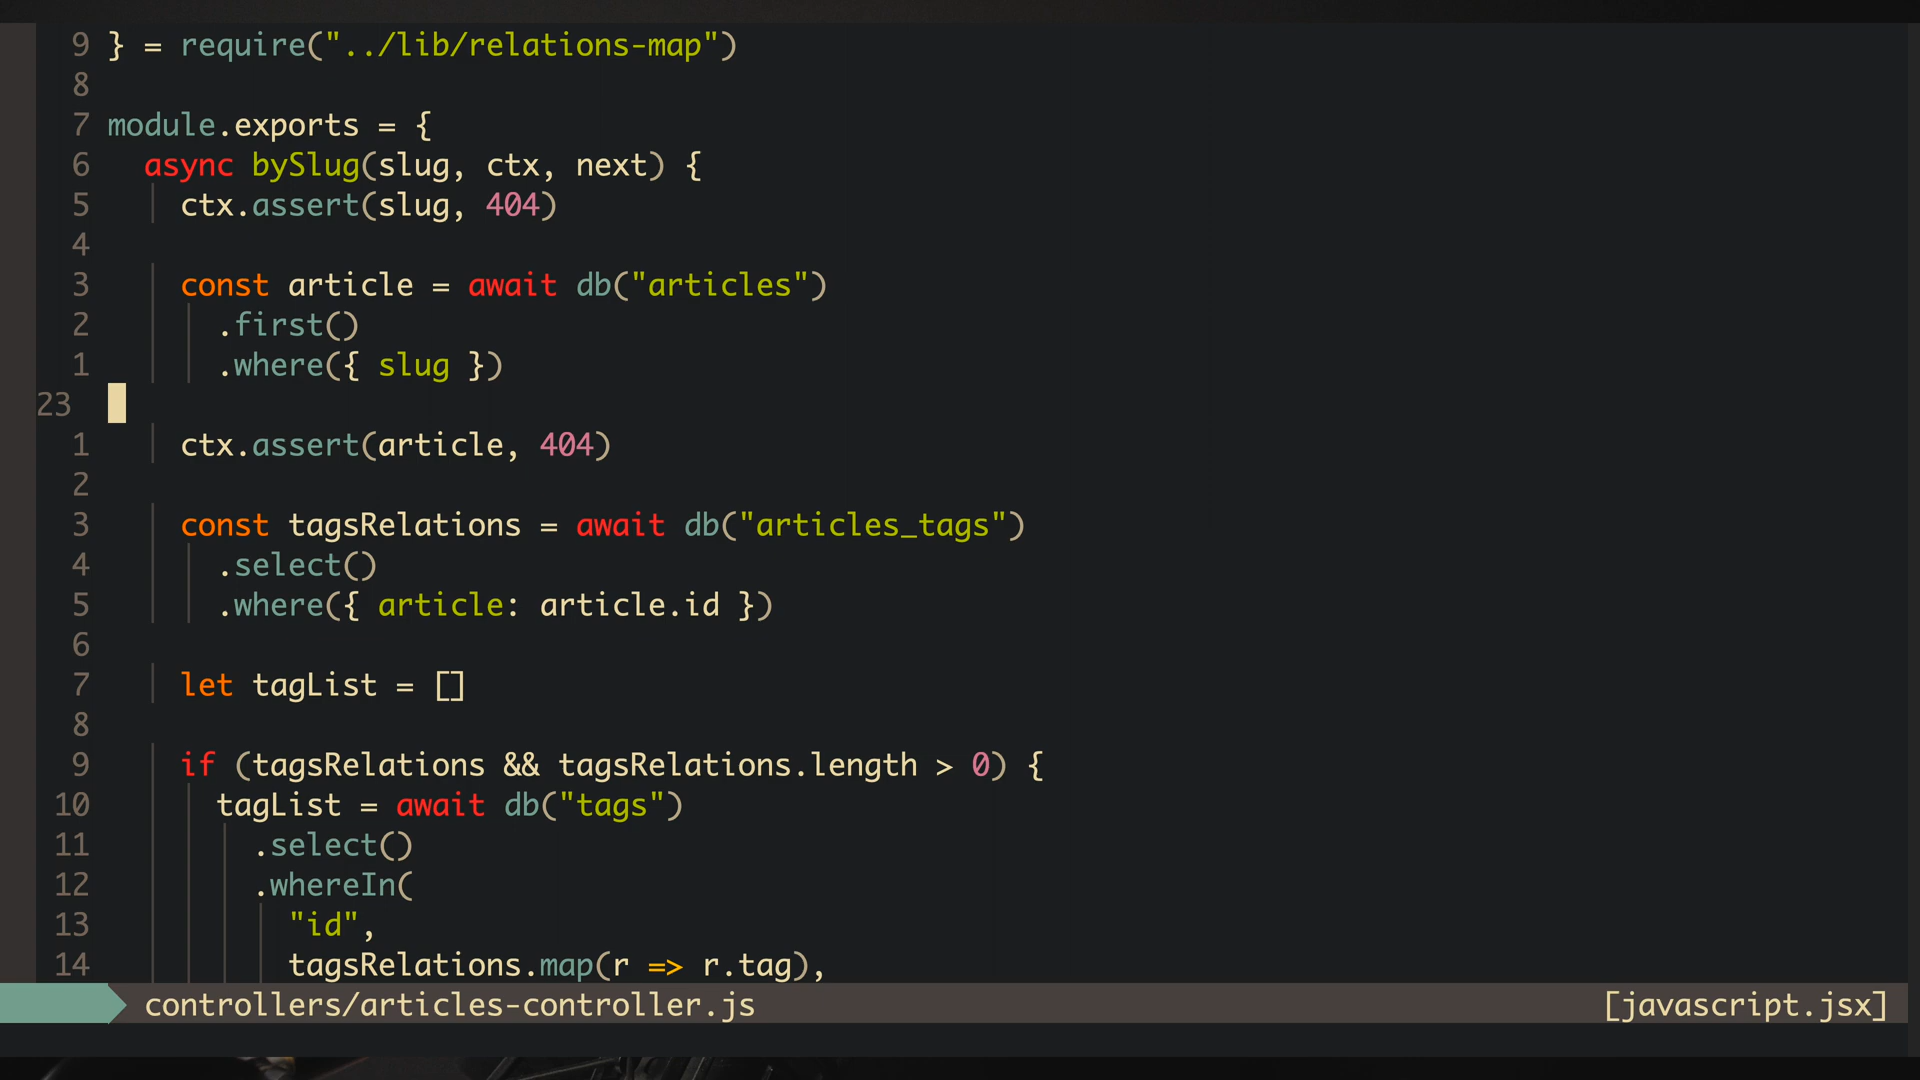 9 } = require("../lib/relations-map")
8
7 module.exports = {
6 async bySlug(slug, ctx, next) {
5 ctx.assert(slug, 404)
4
3 const article = await db("articles")
2 .first()
1 .where({ slug })
23
1 ctx.assert(article, 404)
2
3 const tagsRelations = await db("articles_tags")
4 .select()
5 .where({ article: article.id })
6
7 let tagList = []
8
9 if (tagsRelations && tagsRelations.length > 0) {
10 tagList = await db("tags")
11 .select()
12 .whereIn(
13 "id",
14 tagsRelations.map(r => r.tag),
controllers/articles-controller.js [javascript.jsx]